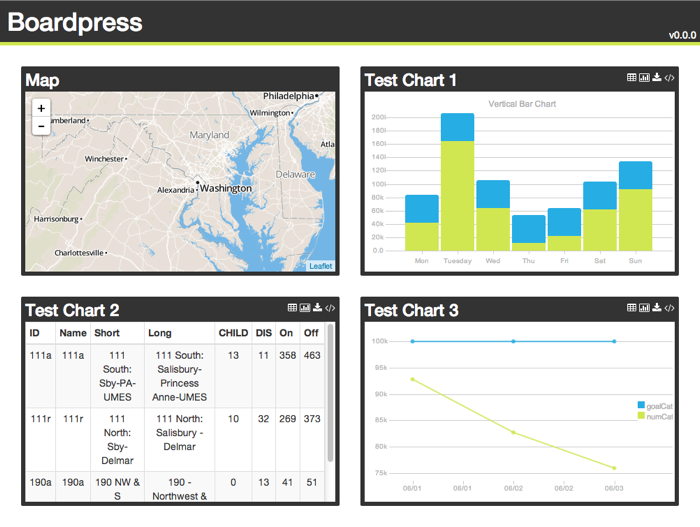 Boardpress
v0.0.0
Map
+
−
Philadelphia
Wilmington
umberland
Maryland
Atla
Winchester
Delaware
Alexandria
Washington
Harrisonburg
Charlottesville
Leaflet
Test Chart 1
Vertical Bar Chart
200k
180k
160k
140k
120k
100k
80k
60k
40k
20k
0.0
Mon Tuesday Wed Thu Fri Sat Sun
Test Chart 2
ID Name Short Long CHILD DIS On Off
111a 111a 111 111 South: 13 11 358 463
South: Salisbury-
Sby-PA- Princess
UMES Anne-UMES
111r 111r 111 111 North: 10 32 269 373
North: Salisbury -
Sby- Delmar
Delmar
190a 190a 190 NW & 190 - 0 13 41 51
S Northwest &
Test Chart 3
100k
95k
90k
85k
80k
75k
goalCat
numCat
06/01 06/01 06/02 06/02 06/03